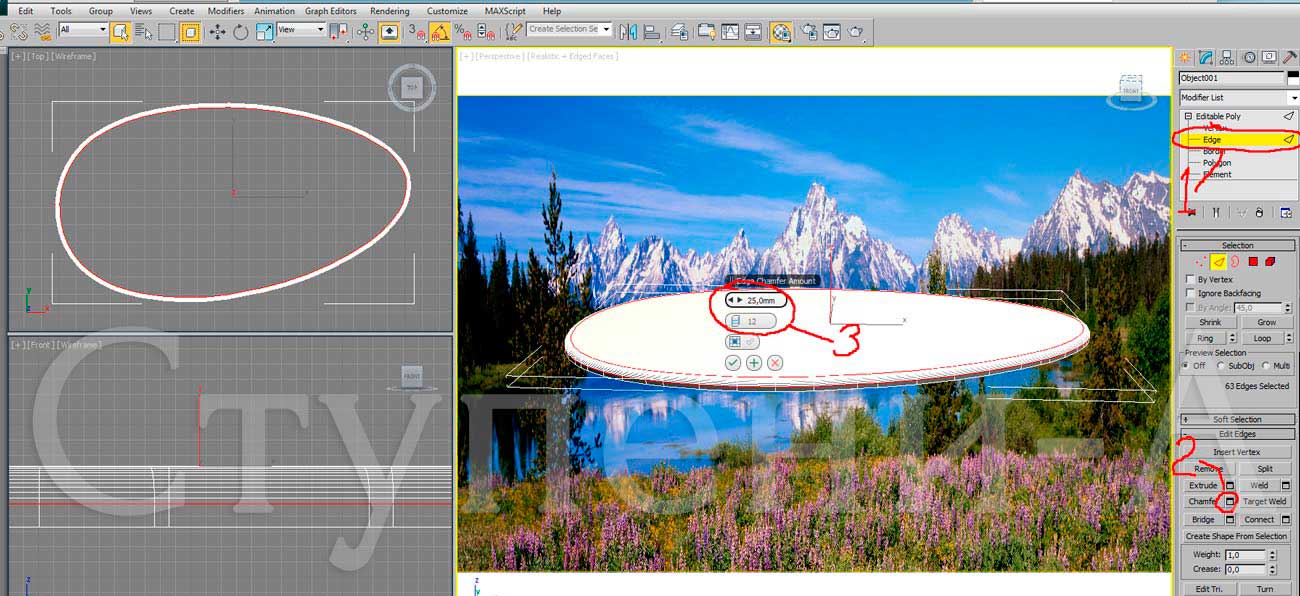 Edit Tools Group Views Create Modifiers Animation Graph Editors Rendering Customize MAXScript Help
All View 3 Create Selection Se
[+] [Top] [Wireframe]
TOP
[+] [Perspective] [Realistic + Edged Faces]
FRONT
Object001
Modifier List
Editable Poly
Vertex
Edge
Border
Polygon
Element
1
Selection
By Vertex
Ignore Backfacing
By Angle: 45,0
Shrink Grow
Ring Loop
Preview Selection
Off SubObj Multi
63 Edges Selected
Edge Chamfer Amount
25,0mm
12
3
[+] [Front] [Wireframe]
FRONT
Soft Selection
Edit Edges
Insert Vertex
2
Remove Split
Extrude Weld
Chamfer Target Weld
Bridge Connect
Create Shape From Selection
Weight: 1,0
Crease: 0,0
Edit Tri. Turn
x
y
z
Ступони-А